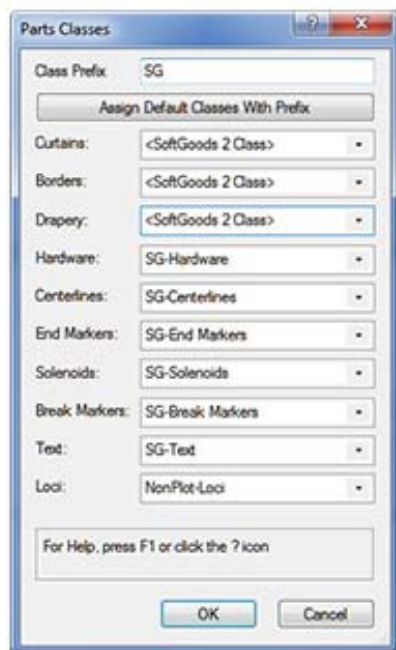 Parts Classes
Class Prefix SG
Assign Default Classes With Prefix
Curtains: <SoftGoods 2 Class>
Borders: <SoftGoods 2 Class>
Drapery: <SoftGoods 2 Class>
Hardware: SG-Hardware
Centerlines: SG-Centerlines
End Markers: SG-End Markers
Solenoids: SG-Solenoids
Break Markers: SG-Break Markers
Text: SG-Text
Loci: NonPlot-Loci
For Help, press F1 or click the ? icon
OK Cancel